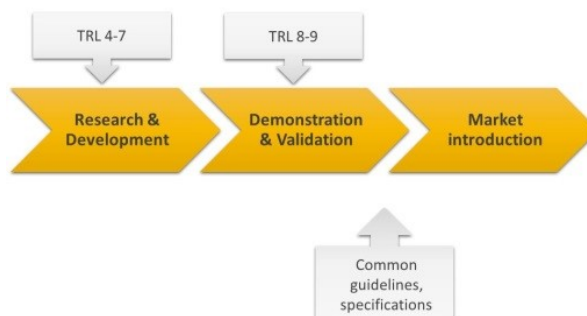 TRL 4-7
TRL 8-9
Research &
Development
Demonstration
& Validation
Market
introduction
Common
guidelines,
specifications